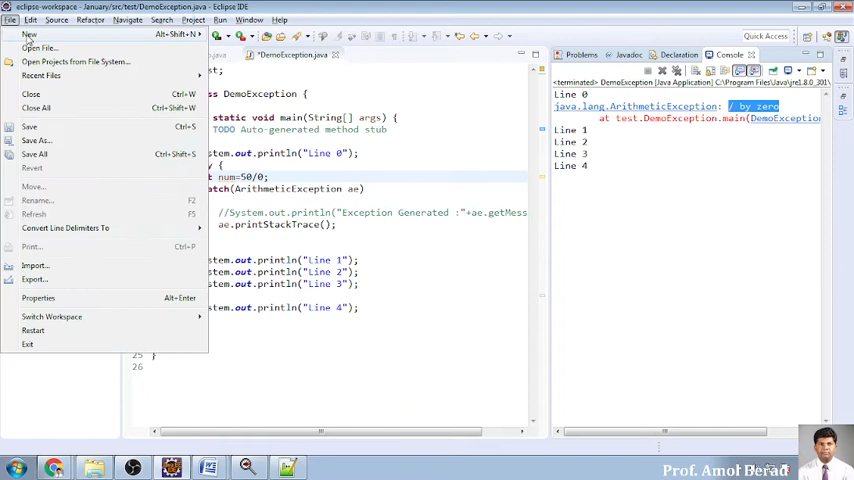 eclipse-workspace - January/src/test/DemoException.java - Eclipse IDE
File Edit Source Refactor Navigate Search Project Run Window Help
Quick Access
New Alt+Shift+N
Open File...
Open Projects from File System...
Recent Files
Close Ctrl+W
Close All Ctrl+Shift+W
Save Ctrl+S
Save As...
Save All Ctrl+Shift+S
Revert
Move...
Rename... F2
Refresh F5
Convert Line Delimiters To
Print... Ctrl+P
Import...
Export...
Properties Alt+Enter
Switch Workspace
Restart
Exit
*DemoException.java
t;
ss DemoException {
static void main(String[] args) {
TODO Auto-generated method stub
stem.out.println("Line 0");
y {
t num=50/0;
atch(ArithmeticException ae)
//System.out.println("Exception Generated :"+ae.getMess
ae.printStackTrace();
stem.out.println("Line 1");
stem.out.println("Line 2");
stem.out.println("Line 3");
stem.out.println("Line 4");
25 }
26
Problems Javadoc Declaration Console
<terminated> DemoException [Java Application] C:\Program Files\Java\jre1.8.0_301
Line 0
java.lang.ArithmeticException: / by zero
at test.DemoException.main(DemoException
Line 1
Line 2
Line 3
Line 4
Prof. Amol Berad